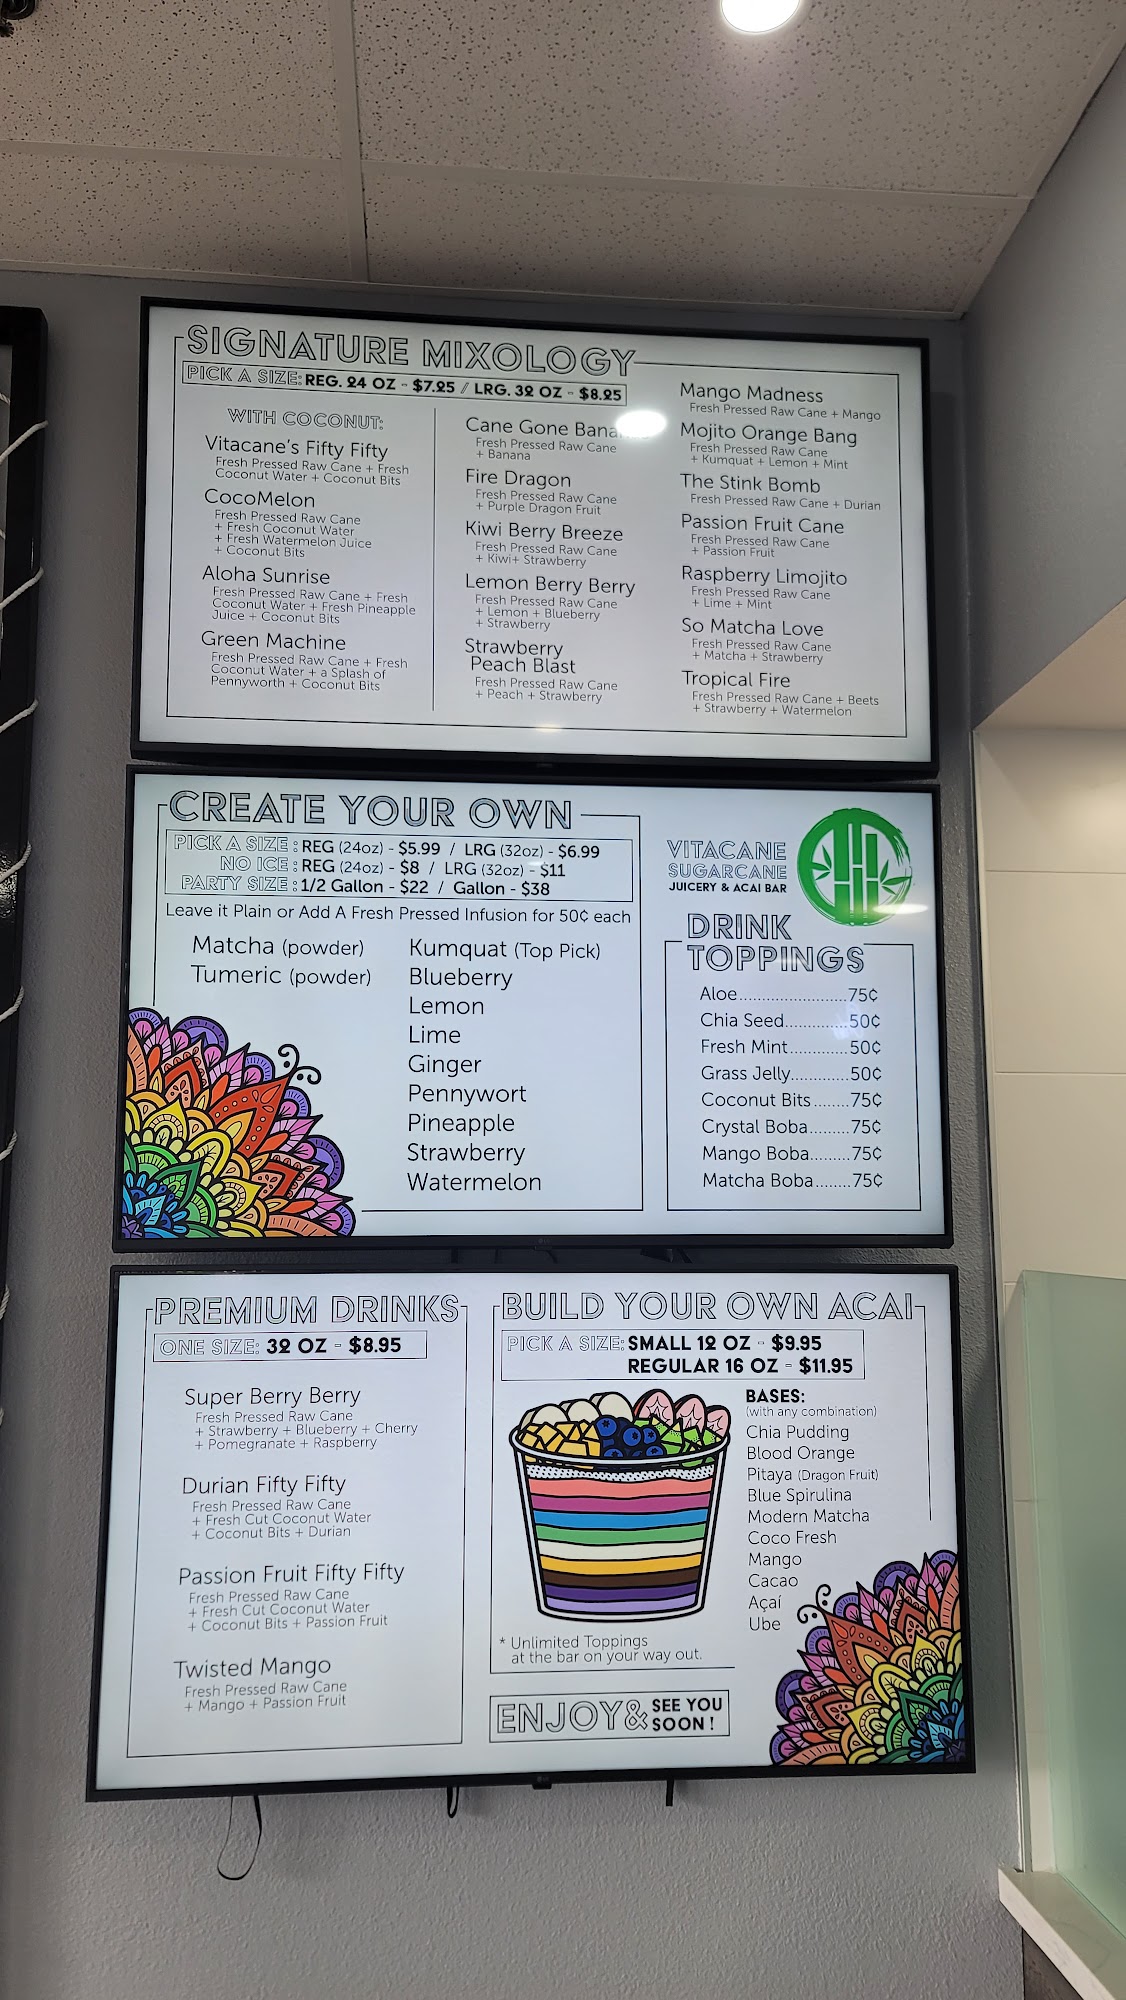 SIGNATURE MIXOLOGY
PICK A SIZE: REG. 24 OZ - $7.25 / LRG. 32 OZ - $8.25
WITH COCONUT:
Vitacane's Fifty Fifty
Fresh Pressed Raw Cane + Fresh
Coconut Water + Coconut Bits
CocoMelon
Fresh Pressed Raw Cane
+ Fresh Coconut Water
+ Fresh Watermelon Juice
+ Coconut Bits
Aloha Sunrise
Fresh Pressed Raw Cane + Fresh
Coconut Water + Fresh Pineapple
Juice + Coconut Bits
Green Machine
Fresh Pressed Raw Cane + Fresh
Coconut Water + a Splash of
Pennyworth + Coconut Bits
Cane Gone
Fresh Pressed Raw Cane
+ Banana
Fire Dragon
Fresh Pressed Raw Cane
+ Purple Dragon Fruit
Kiwi Berry Breeze
Fresh Pressed Raw Cane
+ Kiwi+ Strawberry
Lemon Berry Berry
Fresh Pressed Raw Cane
+ Lemon + Blueberry
+ Strawberry
Strawberry
Peach Blast
Fresh Pressed Raw Cane
+ Peach + Strawberry
Mango Madness
Fresh Pressed Raw Cane + Mango
Mojito Orange Bang
Fresh Pressed Raw Cane
+ Kumquat + Lemon + Mint
The Stink Bomb
Fresh Pressed Raw Cane + Durian
Passion Fruit Cane
Fresh Pressed Raw Cane
+ Passion Fruit
Raspberry Limojito
Fresh Pressed Raw Cane
+ Lime + Mint
So Matcha Love
Fresh Pressed Raw Cane
+ Matcha + Strawberry
Tropical Fire
Fresh Pressed Raw Cane + Beets
+ Strawberry + Watermelon
CREATE YOUR OWN
PICK A SIZE : REG (24oz) - $5.99 / LRG (32oz) - $6.99
NO ICE : REG (24oz) - $8 / LRG (32oz) - $11
PARTY SIZE : 1/2 Gallon - $22 / Gallon - $38
Leave it Plain or Add A Fresh Pressed Infusion for 50¢ each
Matcha (powder)
Tumeric (powder)
Kumquat (Top Pick)
Blueberry
Lemon
Lime
Ginger
Pennywort
Pineapple
Strawberry
Watermelon
VITACANE
SUGARCANE
JUICERY & ACAI BAR
DRINK
TOPPINGS
Aloe......................75¢
Chia Seed.............50¢
Fresh Mint............50¢
Grass Jelly............50¢
Coconut Bits.......75¢
Crystal Boba........75¢
Mango Boba........75¢
Matcha Boba.......75¢
PREMIUM DRINKS
ONE SIZE: 32 OZ - $8.95
Super Berry Berry
Fresh Pressed Raw Cane
+ Strawberry + Blueberry + Cherry
+ Pomegranate + Raspberry
Durian Fifty Fifty
Fresh Pressed Raw Cane
+ Fresh Cut Coconut Water
+ Coconut Bits + Durian
Passion Fruit Fifty Fifty
Fresh Pressed Raw Cane
+ Fresh Cut Coconut Water
+ Coconut Bits + Passion Fruit
Twisted Mango
Fresh Pressed Raw Cane
+ Mango + Passion Fruit
BUILD YOUR OWN ACAI
PICK A SIZE: SMALL 12 OZ - $9.95
REGULAR 16 OZ - $11.95
BASES:
(with any combination)
Chia Pudding
Blood Orange
Pitaya (Dragon Fruit)
Blue Spirulina
Modern Matcha
Coco Fresh
Mango
Cacao
Açaí
Ube
* Unlimited Toppings
at the bar on your way out.
ENJOY & SEE YOU
SOON !